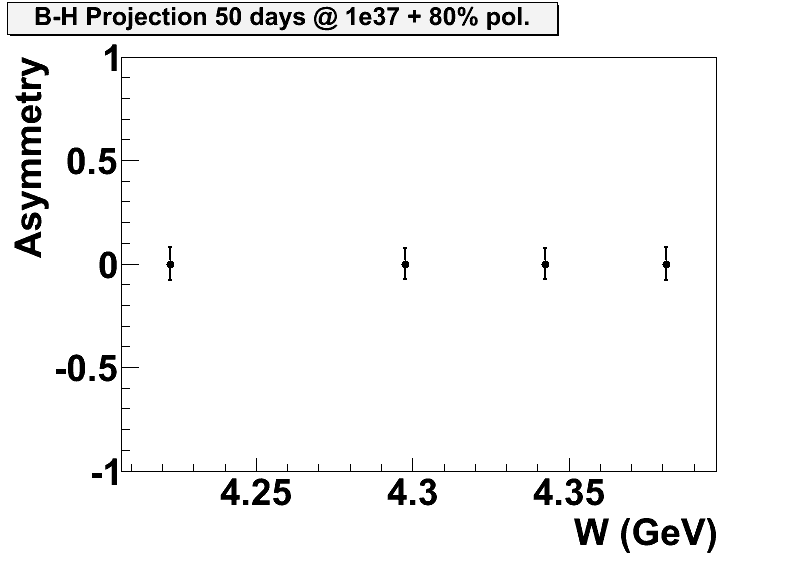 B-H Projection 50 days @ 1e37 + 80% pol.
Asymmetry
1
0.5
0
-0.5
-1
4.25 4.3 4.35
W (GeV)